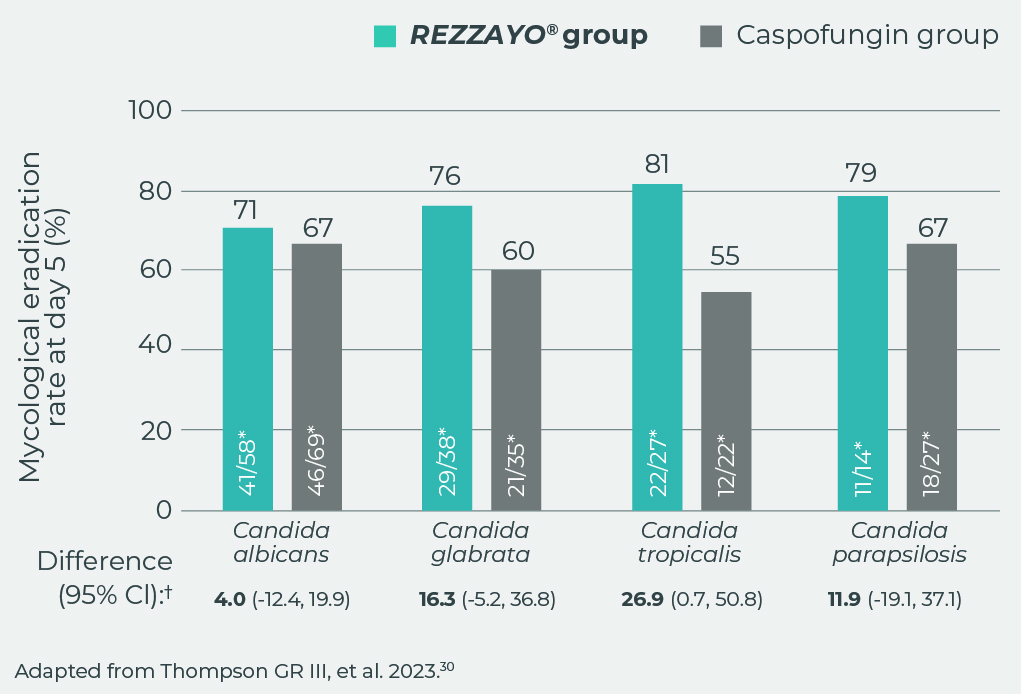 REZZAYO® group
Caspofungin group
Mycological eradication
rate at day 5 (%)
100
80
60
40
20
0
71
67
76
60
81
55
79
67
41/58*
46/69*
29/38*
21/35*
22/27*
12/22*
11/14*
18/27*
Candida
albicans
Candida
glabrata
Candida
tropicalis
Candida
parapsilosis
Difference
(95% Cl):†
4.0 (-12.4, 19.9)
16.3 (-5.2, 36.8)
26.9 (0.7, 50.8)
11.9 (-19.1, 37.1)
Adapted from Thompson GR III, et al. 2023.³⁰